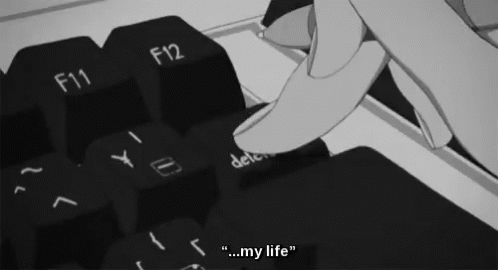 F11 F12
¥ |
delete
~
^
{
「
“...my life”